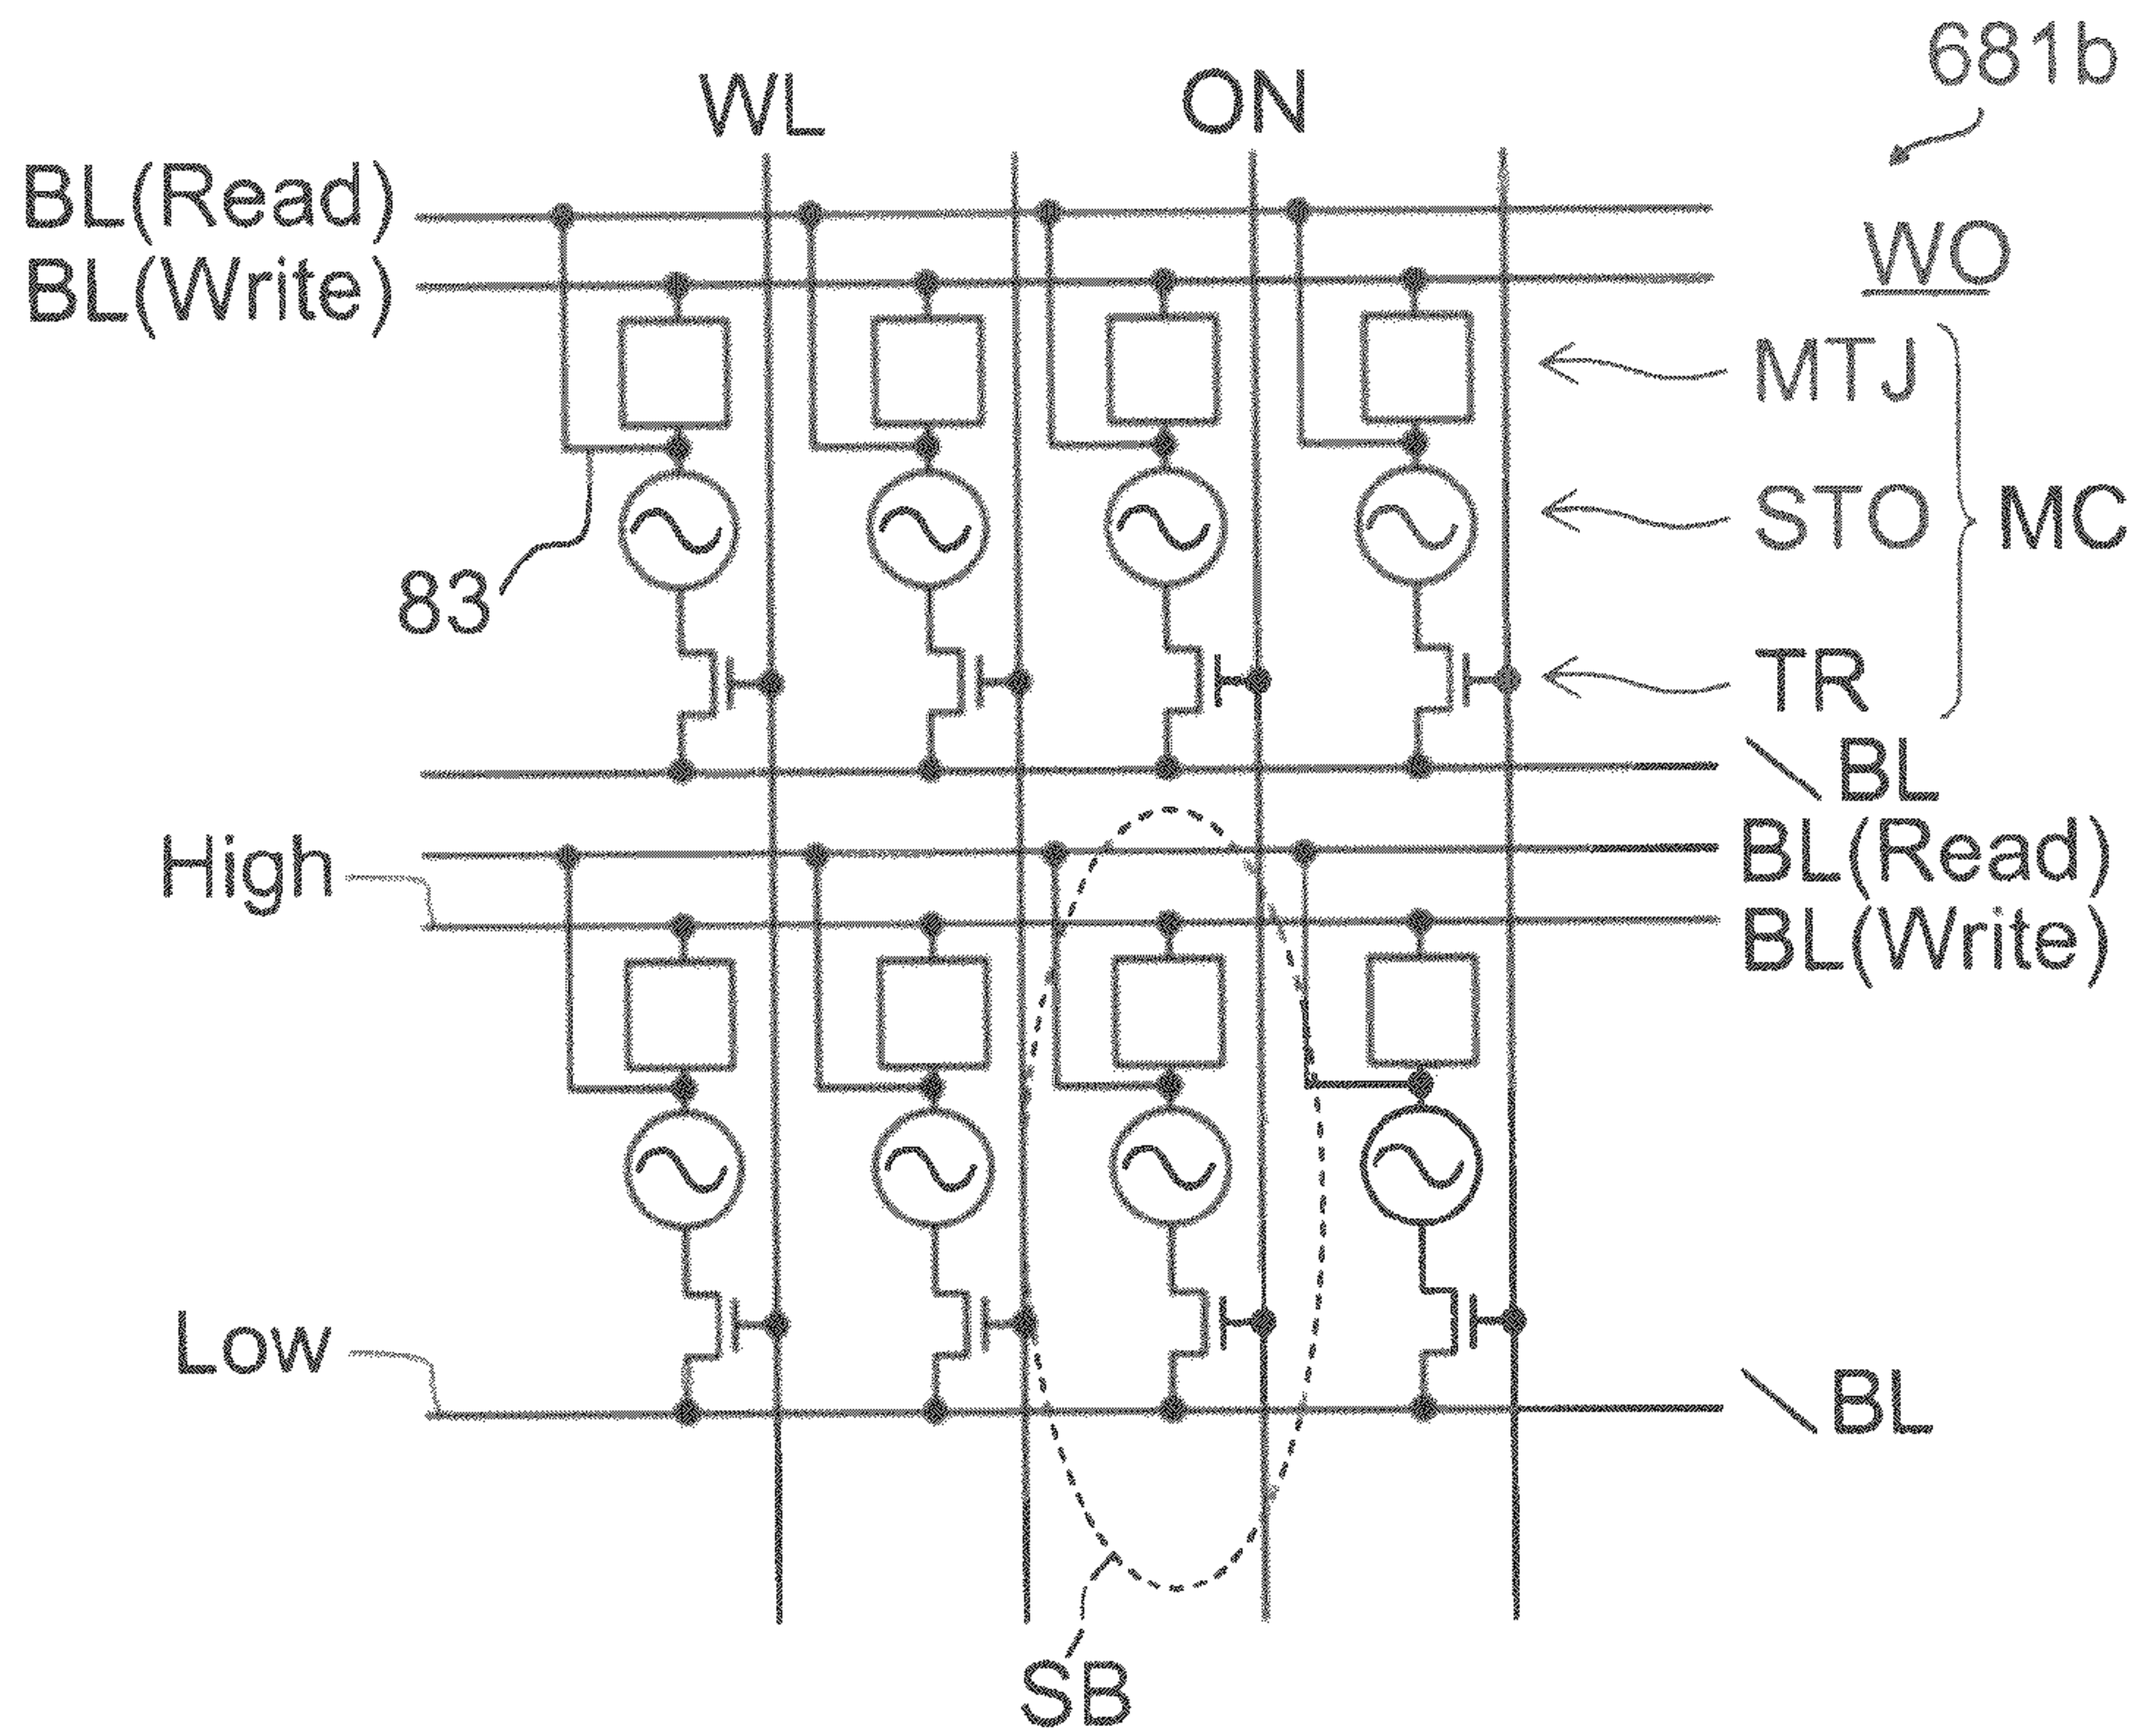 681b
WL ON
BL(Read)
BL(Write)
WO
MTJ
STO
MC
83
TR
\BL
High
BL(Read)
BL(Write)
Low
\BL
SB